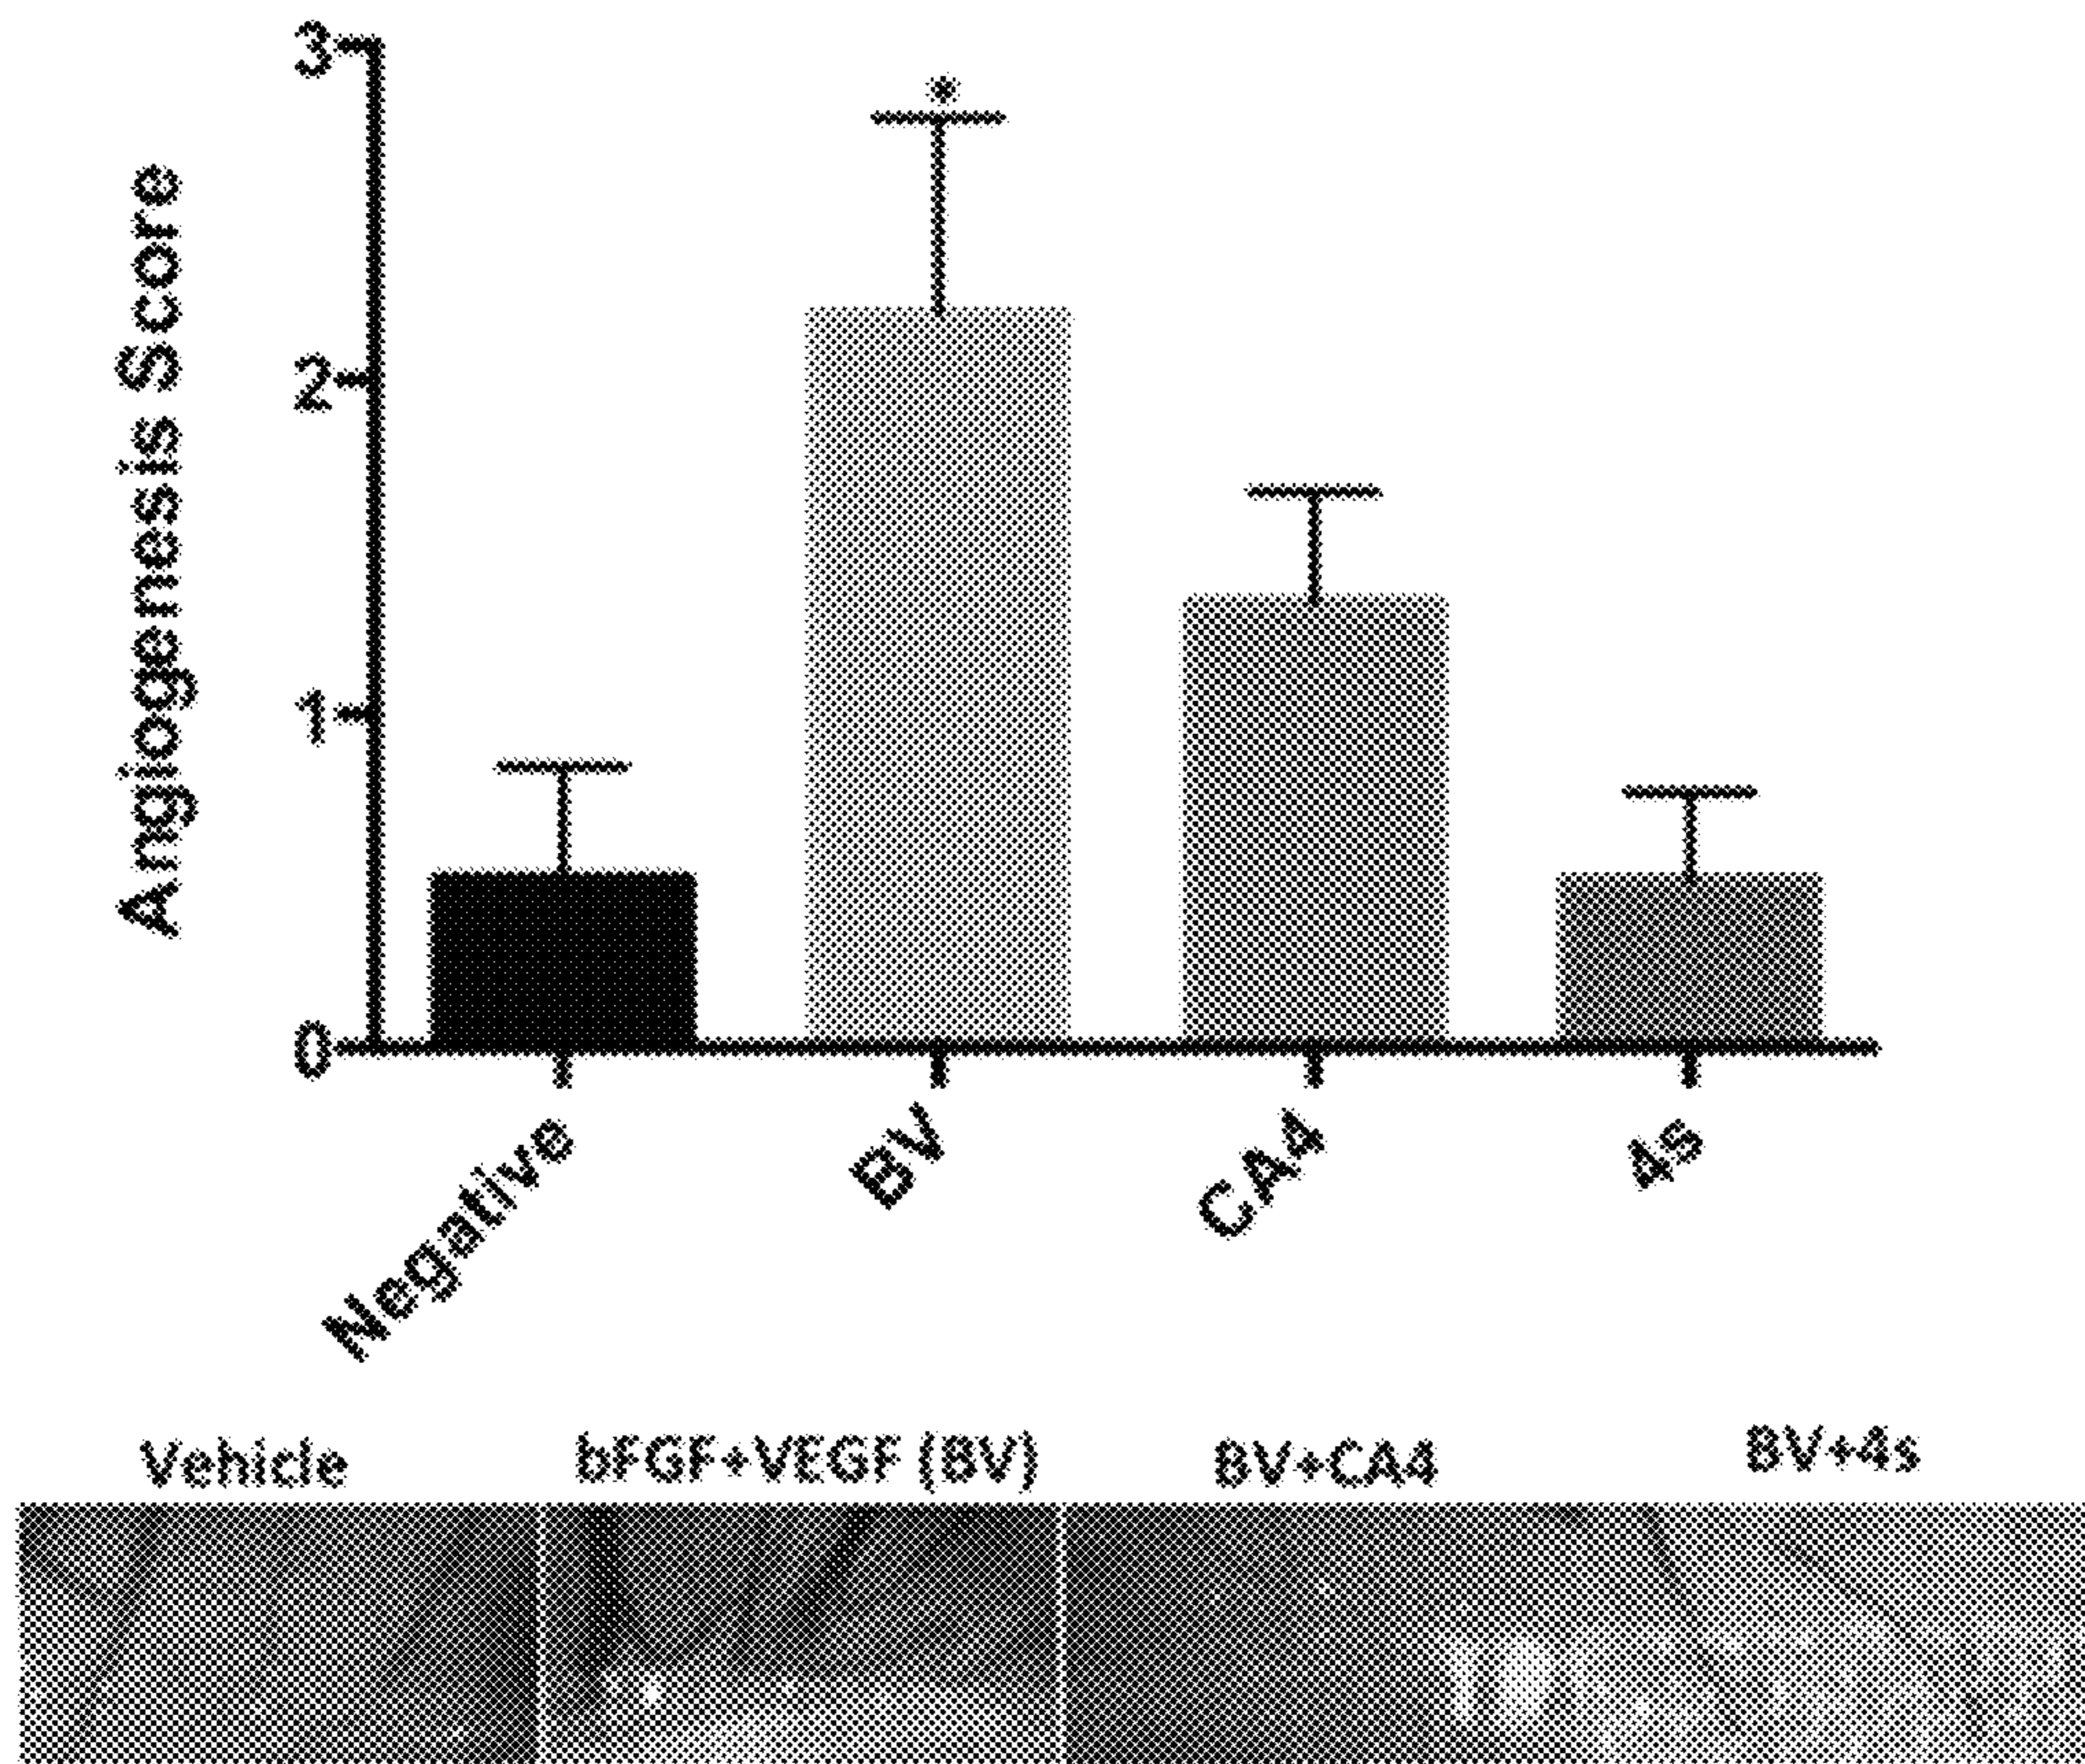 3
*
2
1
0
Angiogenesis Score
Negative
BV
CA4
4s
Vehicle
bFGF+VEGF (BV)
BV+CA4
BV+4s